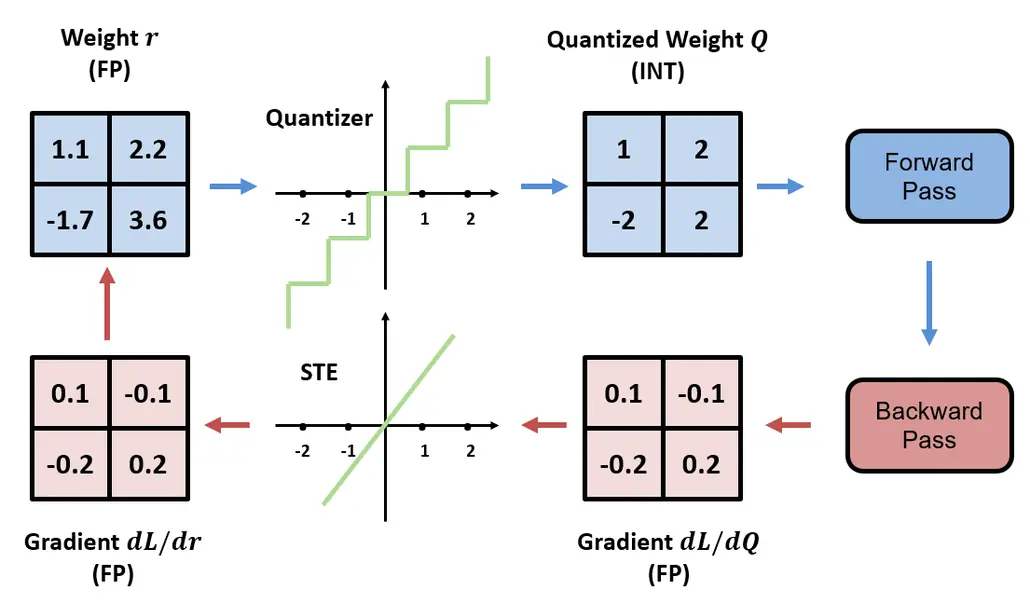 Weight r
(FP)
Quantized Weight Q
(INT)
Quantizer
1.1 2.2
-1.7 3.6
-2 -1 1 2
1 2
-2 2
Forward
Pass
STE
0.1 -0.1
-0.2 0.2
-2 -1 1 2
0.1 -0.1
-0.2 0.2
Backward
Pass
Gradient dL/dr
(FP)
Gradient dL/dQ
(FP)